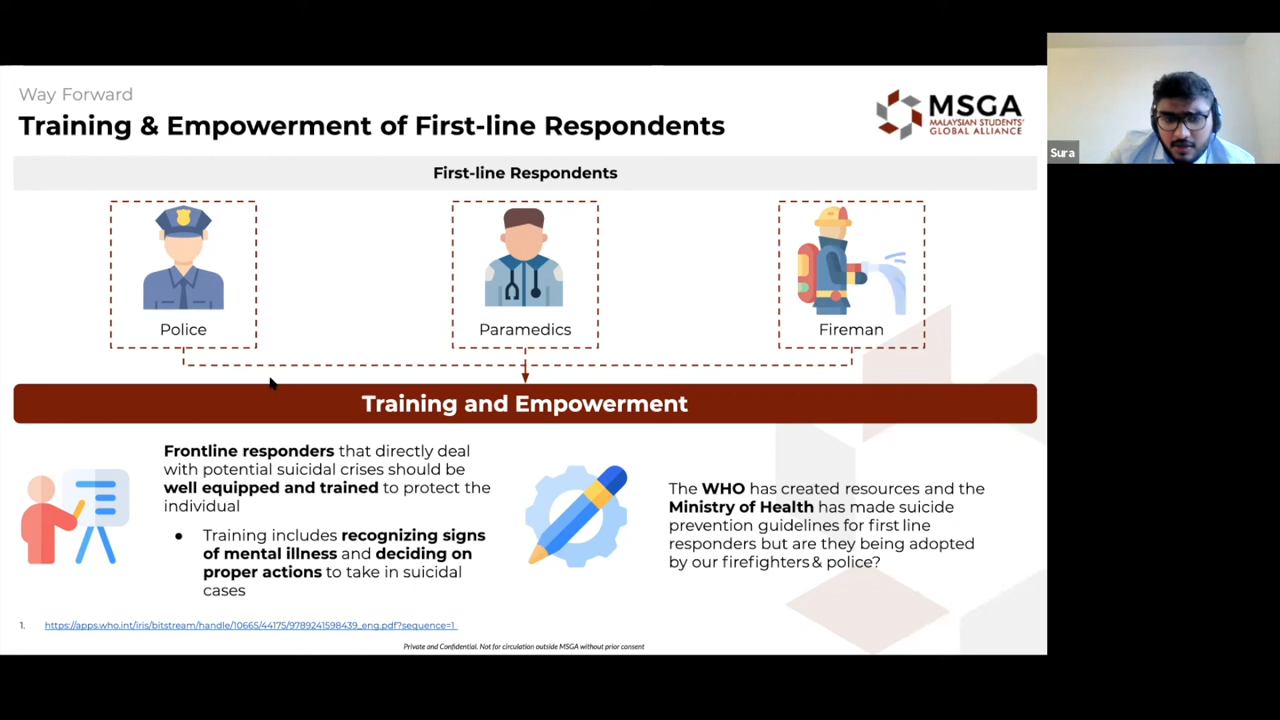 Way Forward
Training & Empowerment of First-line Respondents
MSGA
MALAYSIAN STUDENTS'
GLOBAL ALLIANCE
Sura
First-line Respondents
Police
Paramedics
Fireman
Training and Empowerment
Frontline responders that directly deal
with potential suicidal crises should be
well equipped and trained to protect the
individual
● Training includes recognizing signs
of mental illness and deciding on
proper actions to take in suicidal
cases
The WHO has created resources and the
Ministry of Health has made suicide
prevention guidelines for first line
responders but are they being adopted
by our firefighters & police?
1. https://apps.who.int/iris/bitstream/handle/10665/44175/9789241598439_eng.pdf?sequence=1
Private and Confidential. Not for circulation outside MSGA without prior consent